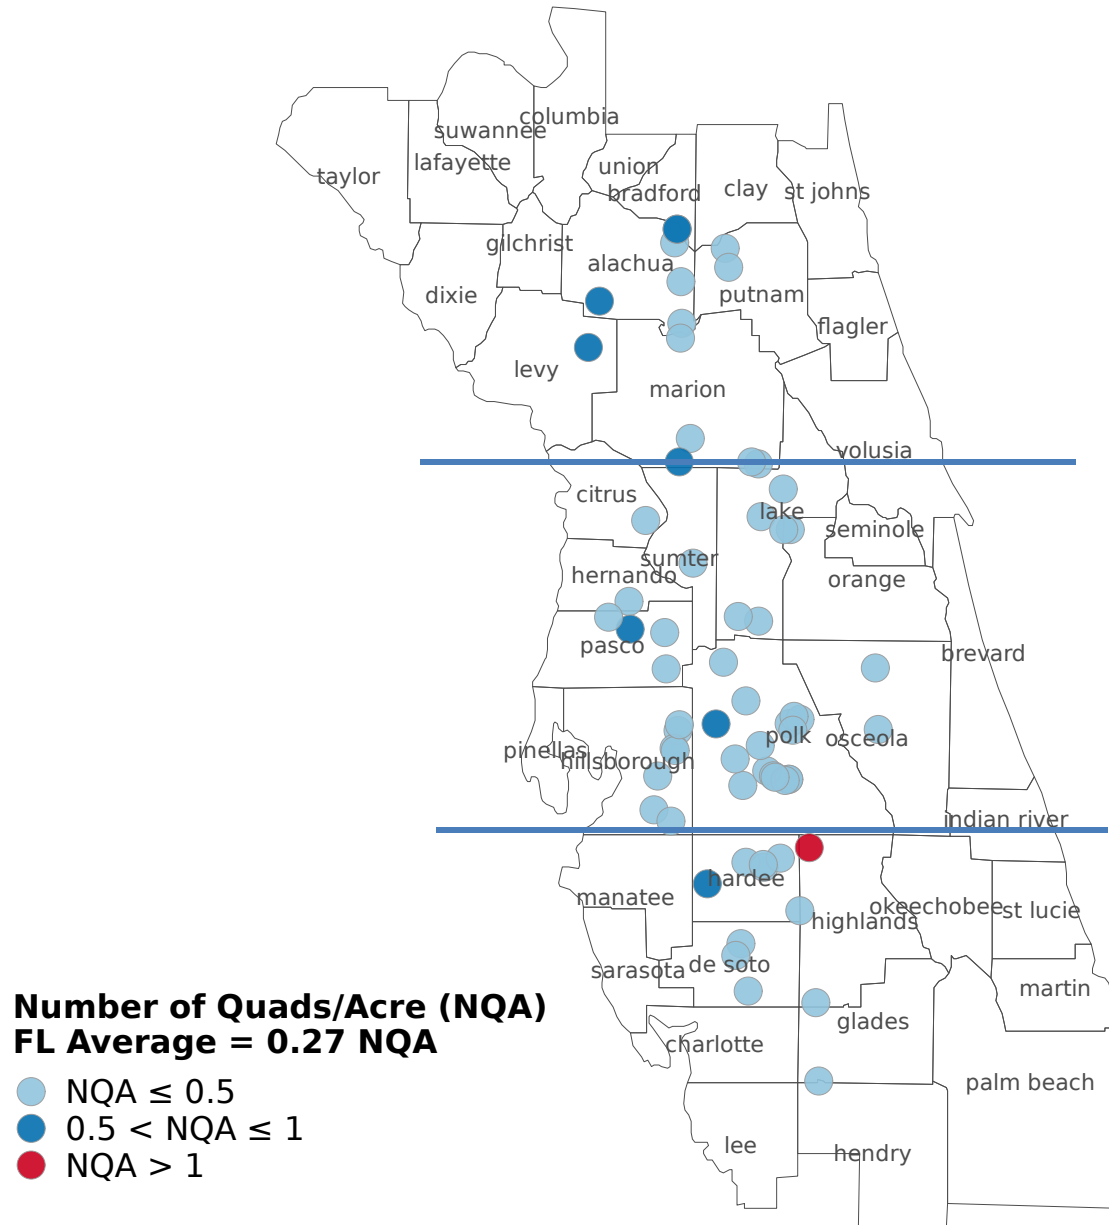 columbia
suwannee
lafayette
taylor
union
bradford
clay
st johns
gilchrist
alachua
dixie
putnam
flagler
levy
marion
volusia
citrus
lake
seminole
sumter
hernando
orange
pasco
brevard
polk
osceola
pinellas
hillsborough
indian river
hardee
manatee
okeechobee
st lucie
highlands
de soto
sarasota
martin
glades
charlotte
palm beach
lee
hendry
Number of Quads/Acre (NQA)
FL Average = 0.27 NQA
NQA ≤ 0.5
0.5 < NQA ≤ 1
NQA > 1